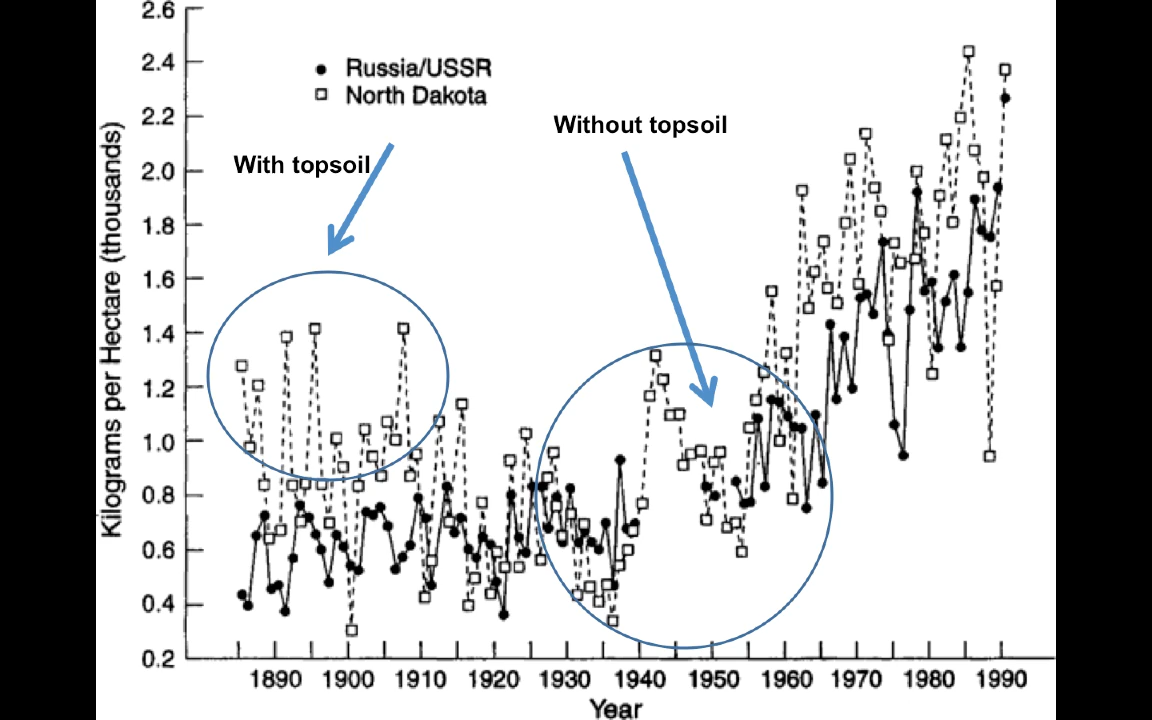 2.6
2.4
2.2
2.0
1.8
1.6
1.4
1.2
1.0
0.8
0.6
0.4
0.2
Kilograms per Hectare (thousands)
Russia/USSR
North Dakota
With topsoil
Without topsoil
1890 1900 1910 1920 1930 1940 1950 1960 1970 1980 1990
Year